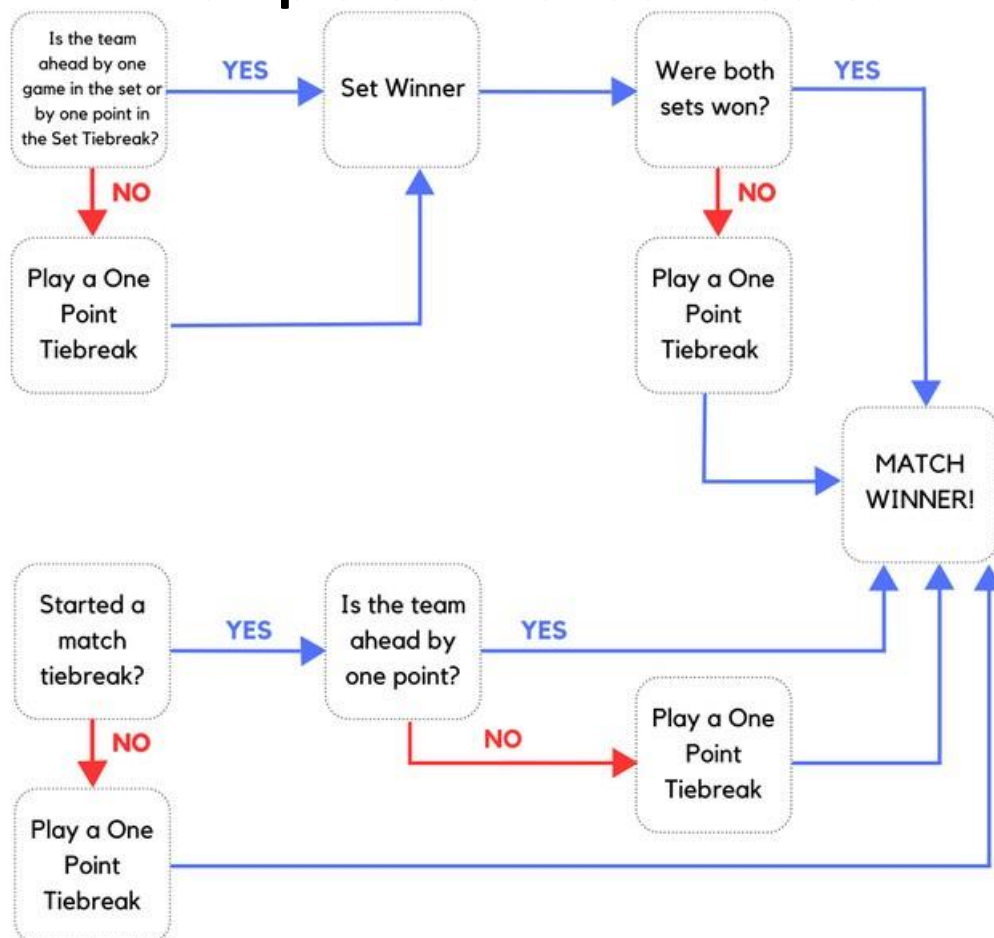 Is the team
ahead by one
game in the set or
by one point in
the Set Tiebreak?
YES
Set Winner
Were both
sets won?
YES
NO
NO
Play a One
Point
Tiebreak
Play a One
Point
Tiebreak
MATCH
WINNER!
Started a
match
tiebreak?
YES
Is the team
ahead by
one point?
YES
NO
NO
Play a One
Point
Tiebreak
Play a One
Point
Tiebreak